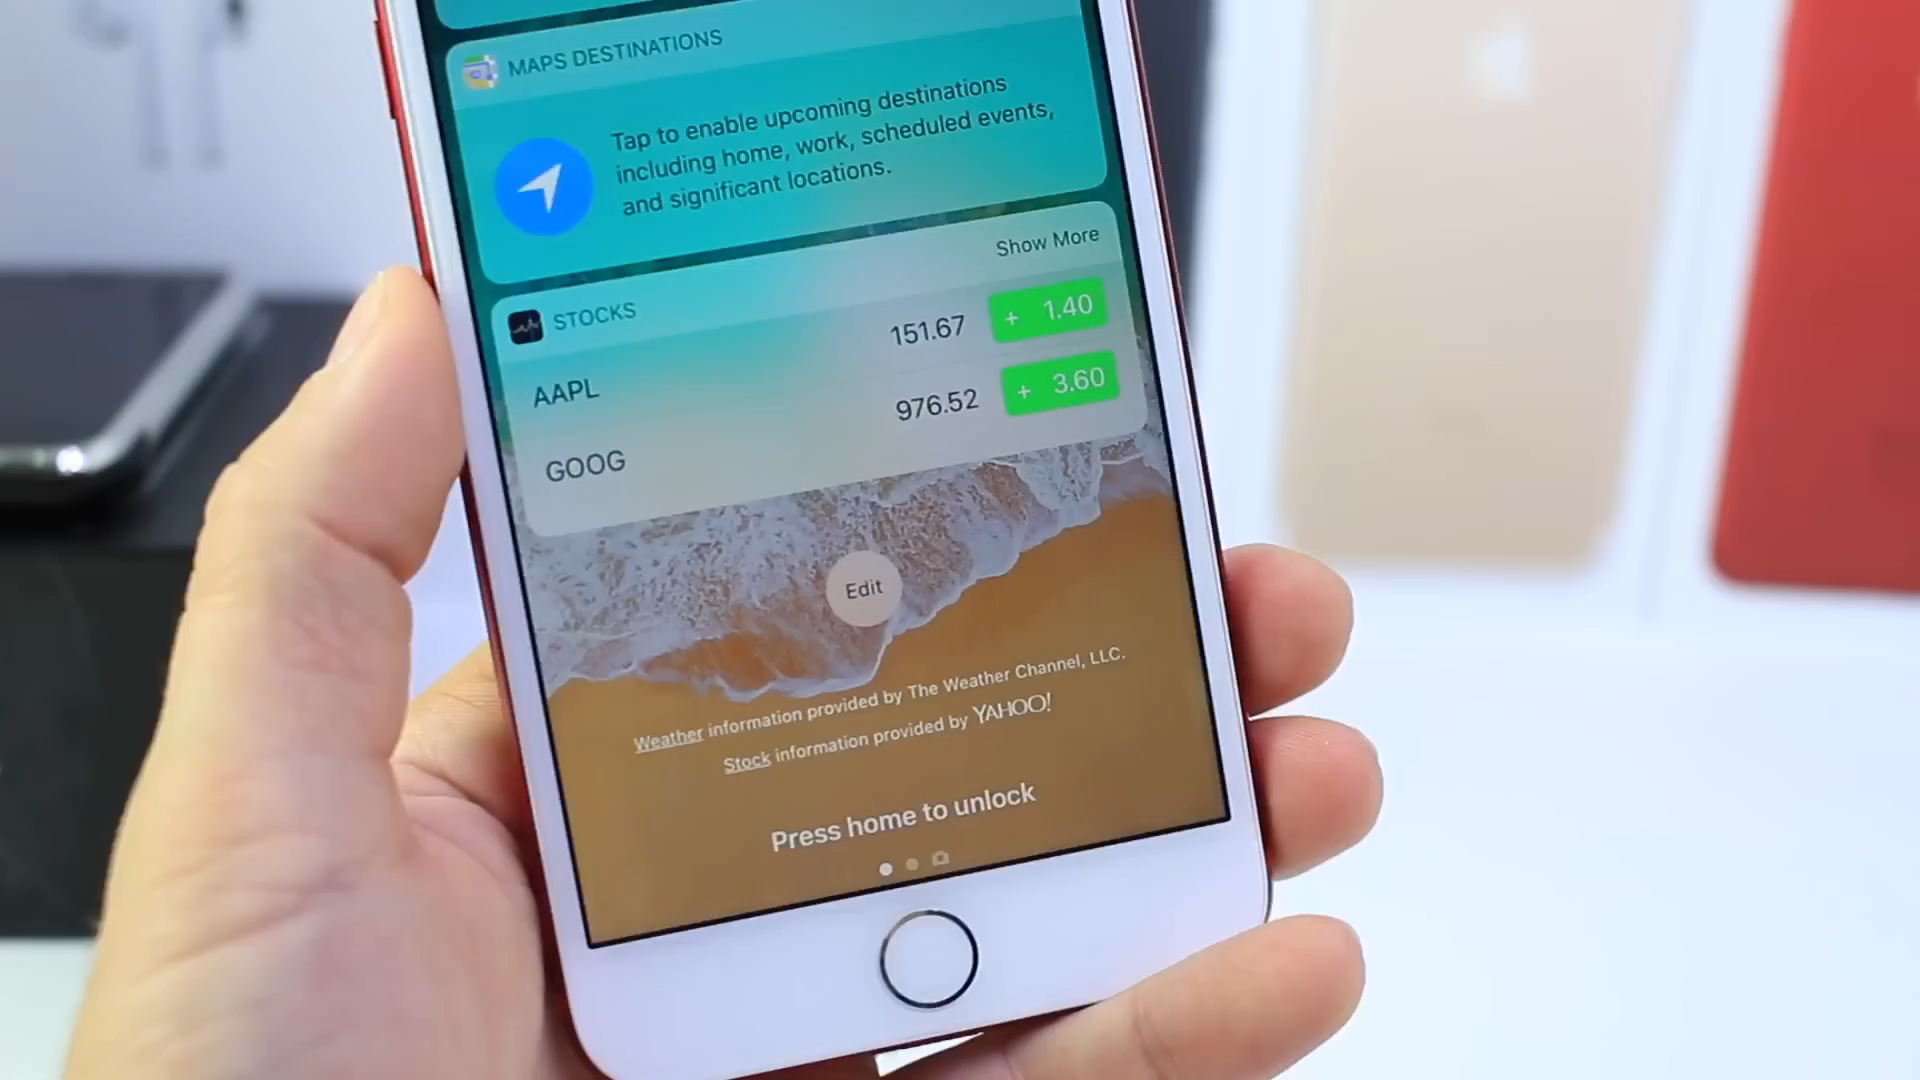 MAPS DESTINATIONS
Tap to enable upcoming destinations
including home, work, scheduled events,
and significant locations.
Show More
STOCKS
AAPL 151.67 + 1.40
GOOG 976.52 + 3.60
Edit
Weather information provided by The Weather Channel, LLC.
Stock information provided by YAHOO!
Press home to unlock